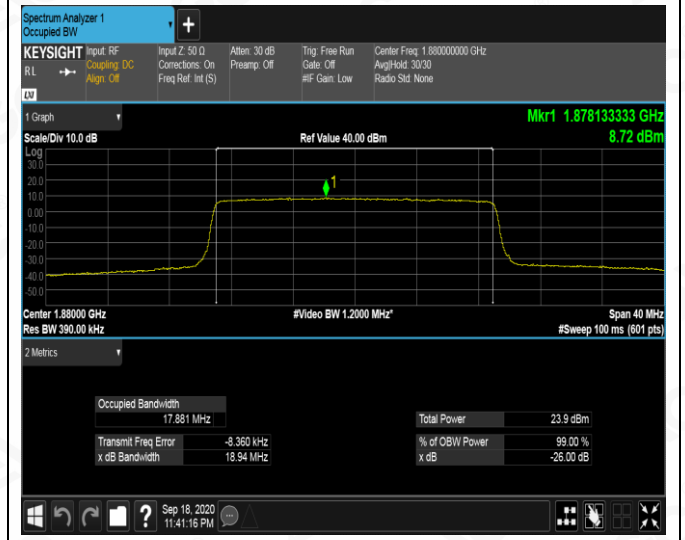 Spectrum Analyzer 1
Occupied BW
+
KEYSIGHT Input: RF Input Z: 50 Ω Atten: 30 dB Trig: Free Run Center Freq: 1.880000000 GHz
RL Coupling: DC Corrections: On Preamp: Off Gate: Off Avg|Hold: 30/30
Align: Off Freq Ref: Int (S) #IF Gain: Low Radio Std: None
LXI
1 Graph Mkr1 1.878133333 GHz
Scale/Div 10.0 dB Ref Value 40.00 dBm 8.72 dBm
Log
30.0
20.0
1
10.0
0.00
-10.0
-20.0
-30.0
-40.0
-50.0
Center 1.88000 GHz #Video BW 1.2000 MHz* Span 40 MHz
Res BW 390.00 kHz #Sweep 100 ms (601 pts)
2 Metrics
Occupied Bandwidth
17.881 MHz Total Power 23.9 dBm
Transmit Freq Error -8.360 kHz % of OBW Power 99.00 %
x dB Bandwidth 18.94 MHz x dB -26.00 dB
? Sep 18, 2020
11:41:16 PM